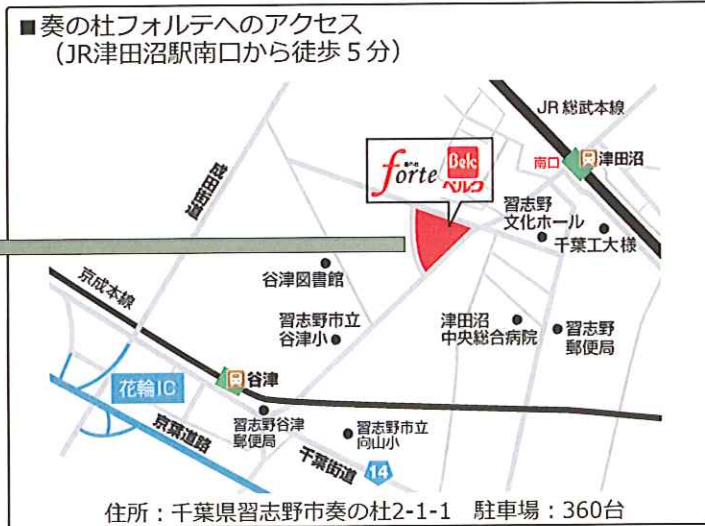 ■奏の杜フォルテへのアクセス
（JR津田沼駅南口から徒歩５分）
JR 総武本線
南口
津田沼
forte
Belc
ベルク
成田街道
習志野
文化ホール
千葉工大様
谷津図書館
京成本線
習志野市立
谷津小
津田沼
中央総合病院
習志野
郵便局
谷津
花輪IC
京葉道路
習志野谷津
郵便局
習志野市立
向山小
千葉街道
14
住所：千葉県習志野市奏の杜2-1-1　駐車場：360台